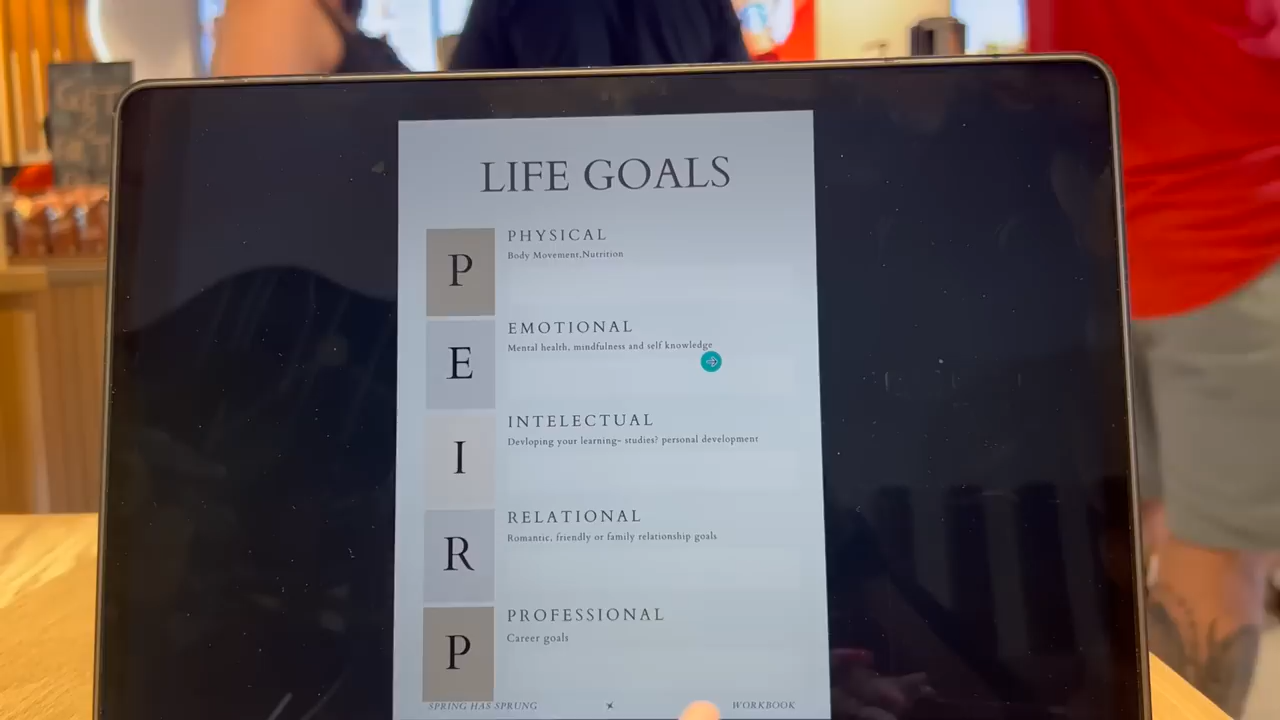 LIFE GOALS
P
PHYSICAL
Body Movement,Nutrition
E
EMOTIONAL
Mental health, mindfulness and self knowledge
I
INTELECTUAL
Devloping your learning- studies? personal development
R
RELATIONAL
Romantic, friendly or family relationship goals
P
PROFESSIONAL
Career goals
SPRING HAS SPRUNG
WORKBOOK